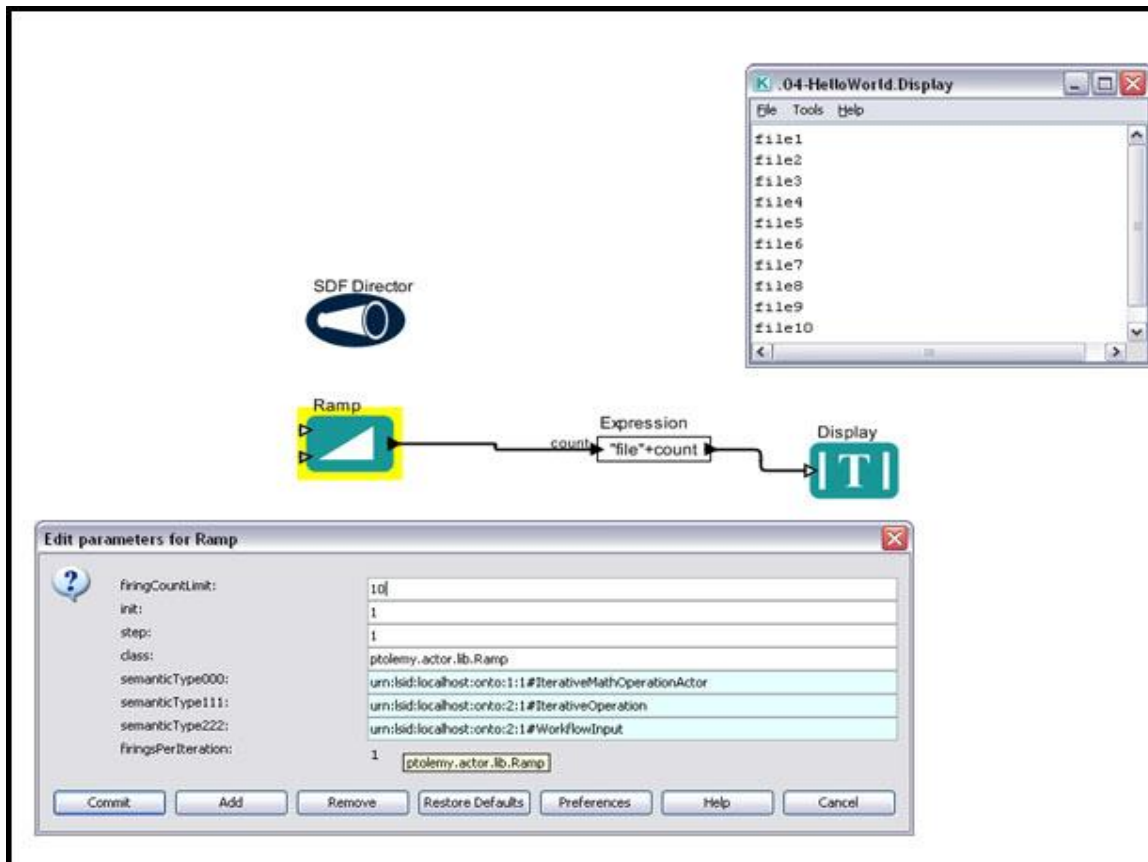 .04-HelloWorld.Display
File Tools Help
file1
file2
file3
file4
file5
file6
file7
file8
file9
file10
SDF Director
Ramp
Expression
count
"file"+count
Display
T
Edit parameters for Ramp
firingCountLimit: 10
init: 1
step: 1
class: ptolemy.actor.lib.Ramp
semanticType000: urn:lsid:localhost:onto:1:1#IterativeMathOperationActor
semanticType111: urn:lsid:localhost:onto:2:1#IterativeOperation
semanticType222: urn:lsid:localhost:onto:2:1#WorkflowInput
firingsPerIteration: 1
ptolemy.actor.lib.Ramp
Commit Add Remove Restore Defaults Preferences Help Cancel